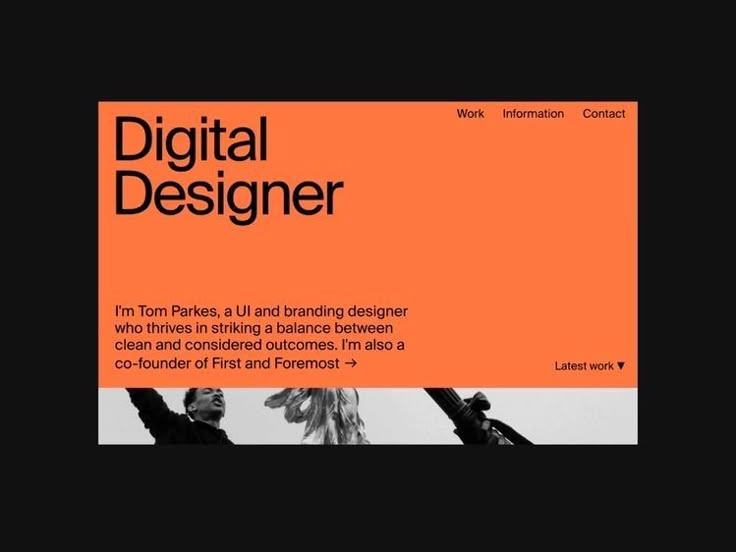 Digital
Designer
Work Information Contact
I'm Tom Parkes, a UI and branding designer
who thrives in striking a balance between
clean and considered outcomes. I'm also a
co-founder of First and Foremost →
Latest work ▼